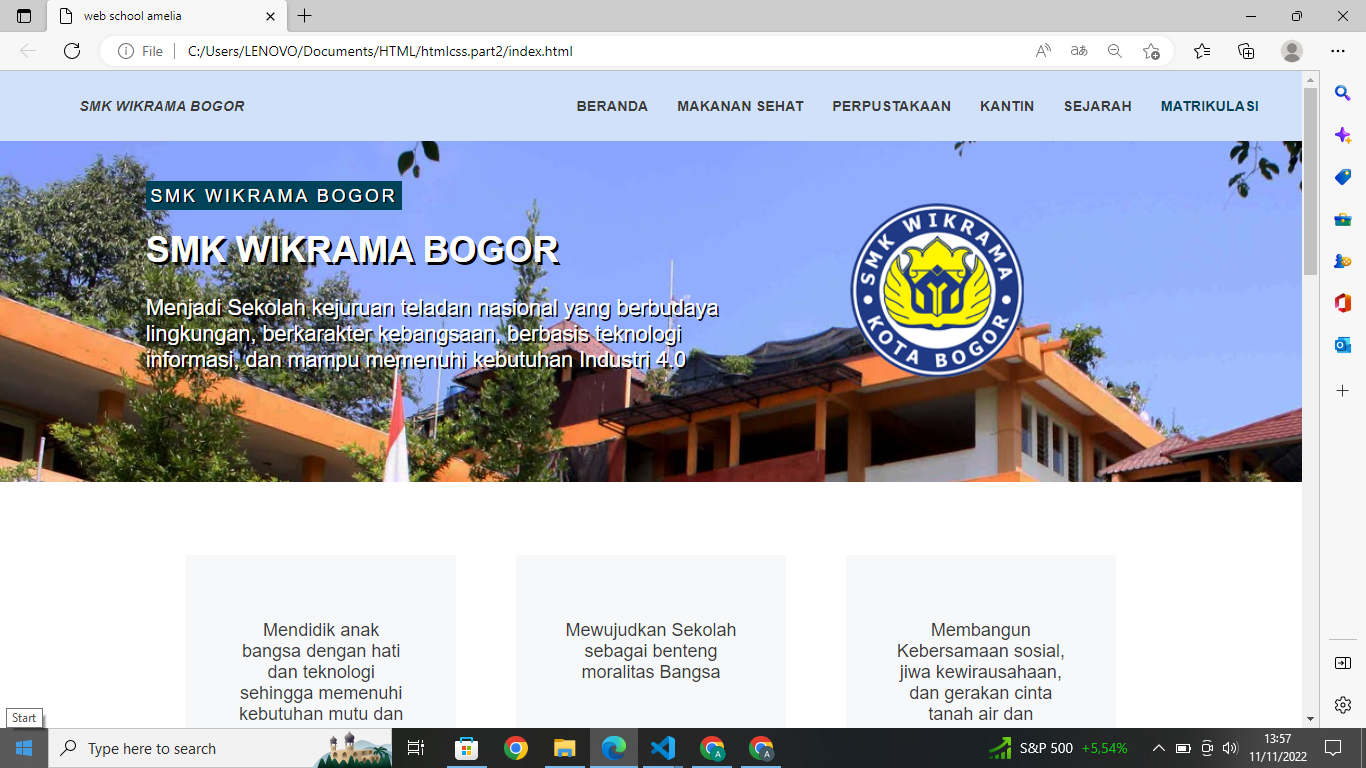 web school amelia
File
C:/Users/LENOVO/Documents/HTML/htmlcss.part2/index.html
SMK WIKRAMA BOGOR
BERANDA MAKANAN SEHAT PERPUSTAKAAN KANTIN SEJARAH MATRIKULASI
SMK WIKRAMA BOGOR
SMK WIKRAMA BOGOR
Menjadi Sekolah kejuruan teladan nasional yang berbudaya
lingkungan, berkarakter kebangsaan, berbasis teknologi
informasi, dan mampu memenuhi kebutuhan Industri 4.0
SMK WIKRAMA
KOTA BOGOR
Mendidik anak
bangsa dengan hati
dan teknologi
sehingga memenuhi
kebutuhan mutu dan
Mewujudkan Sekolah
sebagai benteng
moralitas Bangsa
Membangun
Kebersamaan sosial,
jiwa kewirausahaan,
dan gerakan cinta
tanah air dan
Start
Type here to search
S&P 500 +5,54%
13:57
11/11/2022